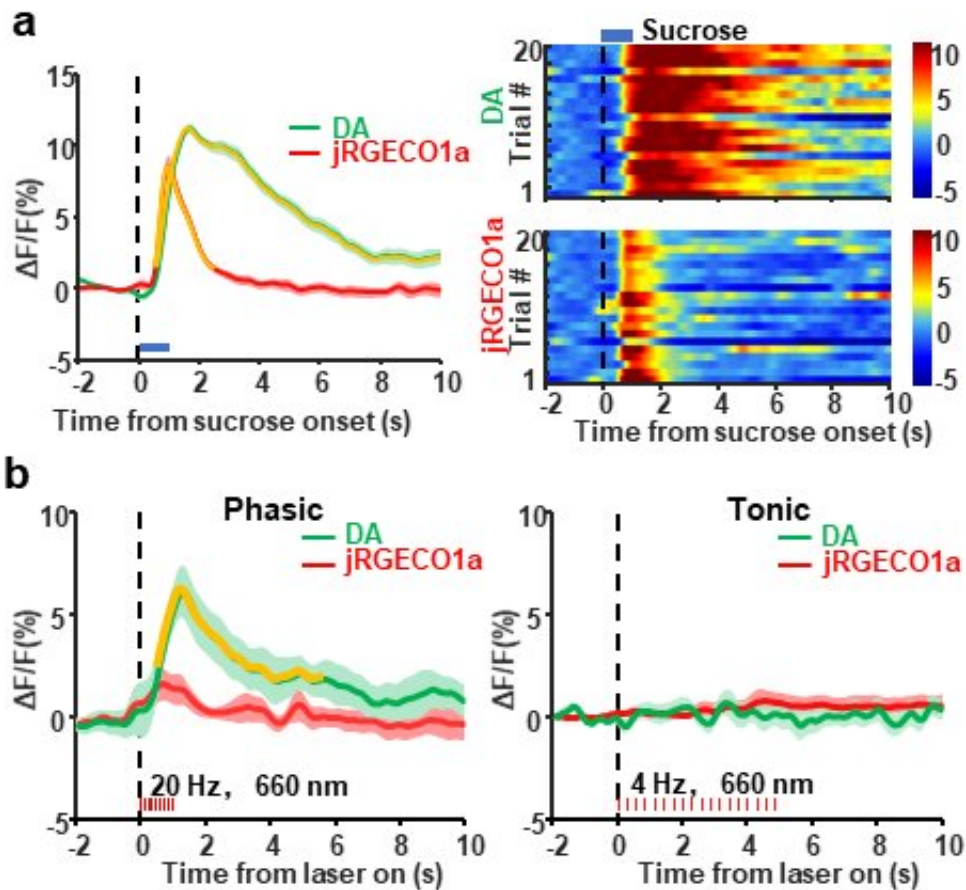 a
15
10
5
0
-5
ΔF/F(%)
DA
jRGECO1a
-2 0 2 4 6 8 10
Time from sucrose onset (s)
Sucrose
DA
Trial #
20
1
10
5
0
-5
jRGECO1a
Trial #
20
1
10
5
0
-5
-2 0 2 4 6 8 10
Time from sucrose onset (s)
b
Phasic
DA
jRGECO1a
10
5
0
-5
ΔF/F(%)
20 Hz, 660 nm
-2 0 2 4 6 8 10
Time from laser on (s)
Tonic
DA
jRGECO1a
10
5
0
-5
ΔF/F(%)
4 Hz, 660 nm
-2 0 2 4 6 8 10
Time from laser on (s)